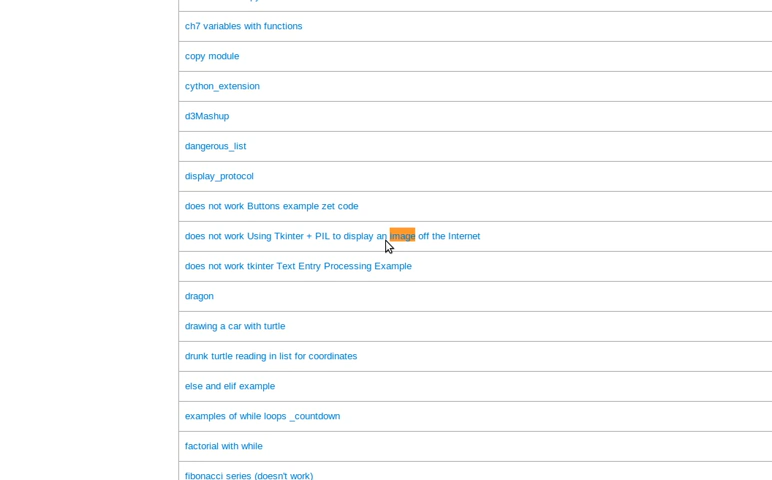 ch7 variables with functions
copy module
cython_extension
d3Mashup
dangerous_list
display_protocol
does not work Buttons example zet code
does not work Using Tkinter + PIL to display an image off the Internet
does not work tkinter Text Entry Processing Example
dragon
drawing a car with turtle
drunk turtle reading in list for coordinates
else and elif example
examples of while loops _countdown
factorial with while
fibonacci series (doesn't work)